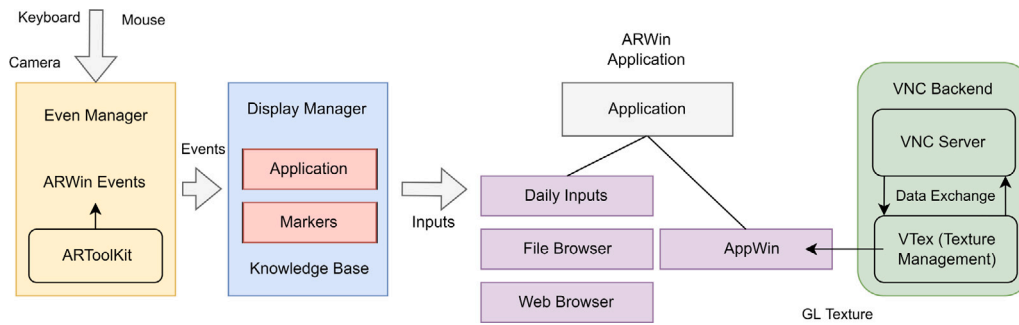 Keyboard
Mouse
Camera
Even Manager
ARWin Events
ARToolKit
Events
Display Manager
Application
Markers
Knowledge Base
Inputs
ARWin
Application
Application
Daily Inputs
File Browser
Web Browser
AppWin
VNC Backend
VNC Server
Data Exchange
VTex (Texture
Management)
GL Texture